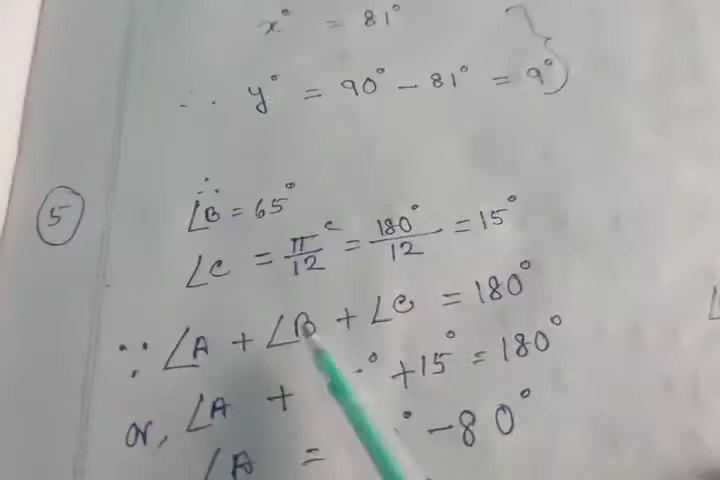 x° = 81°
∴ y° = 90° - 81° = 9°
5
∴ ∠B = 65°
∠C = π^c/12 = 180°/12 = 15°
∵ ∠A + ∠B + ∠C = 180°
or, ∠A + ° + 15° = 180°
∠A = ° - 80°